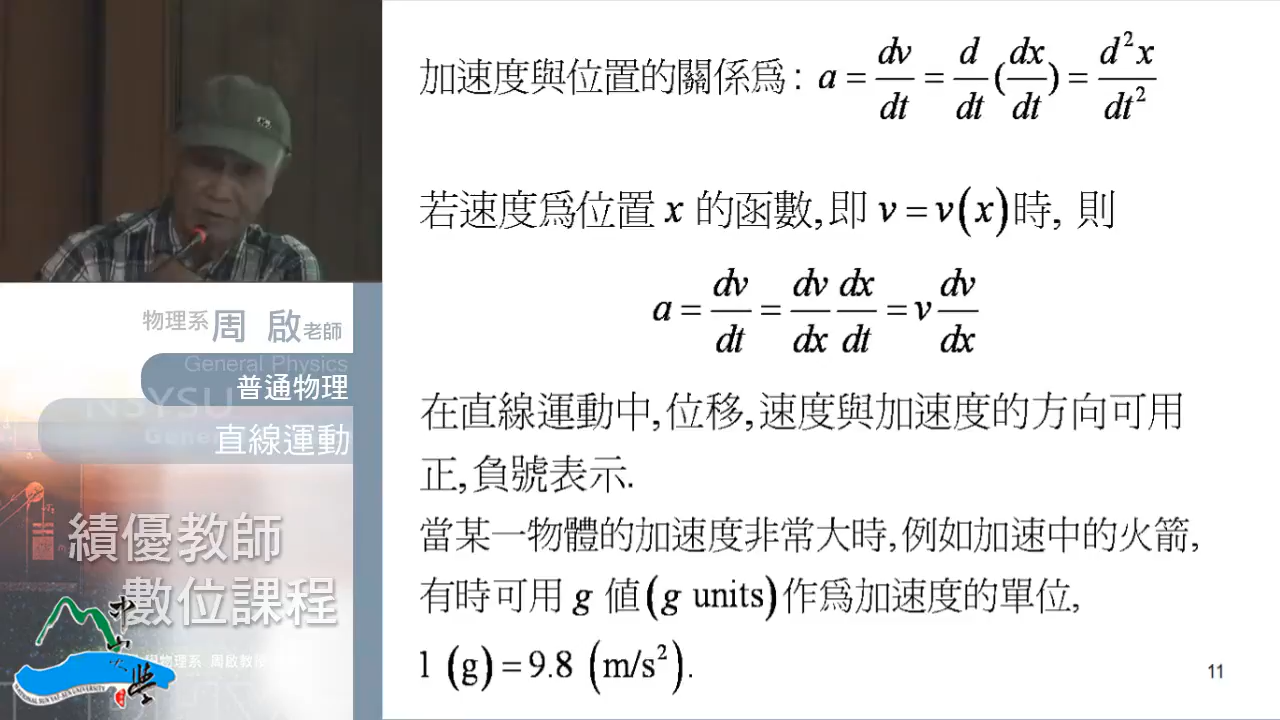 加速度與位置的關係爲: a = dv/dt = d/dt (dx/dt) = d²x/dt²
若速度爲位置 x 的函數,即 v = v(x)時, 則
a = dv/dt = dv/dx dx/dt = v dv/dx
在直線運動中,位移,速度與加速度的方向可用
正,負號表示.
當某一物體的加速度非常大時,例如加速中的火箭,
有時可用 g 值(g units)作爲加速度的單位,
1 (g) = 9.8 (m/s²).
11
物理系 周 啟 老師
General Physics
普通物理
NSYSU
直線運動
績優教師
數位課程
NATIONAL SUN YAT-SEN UNIVERSITY